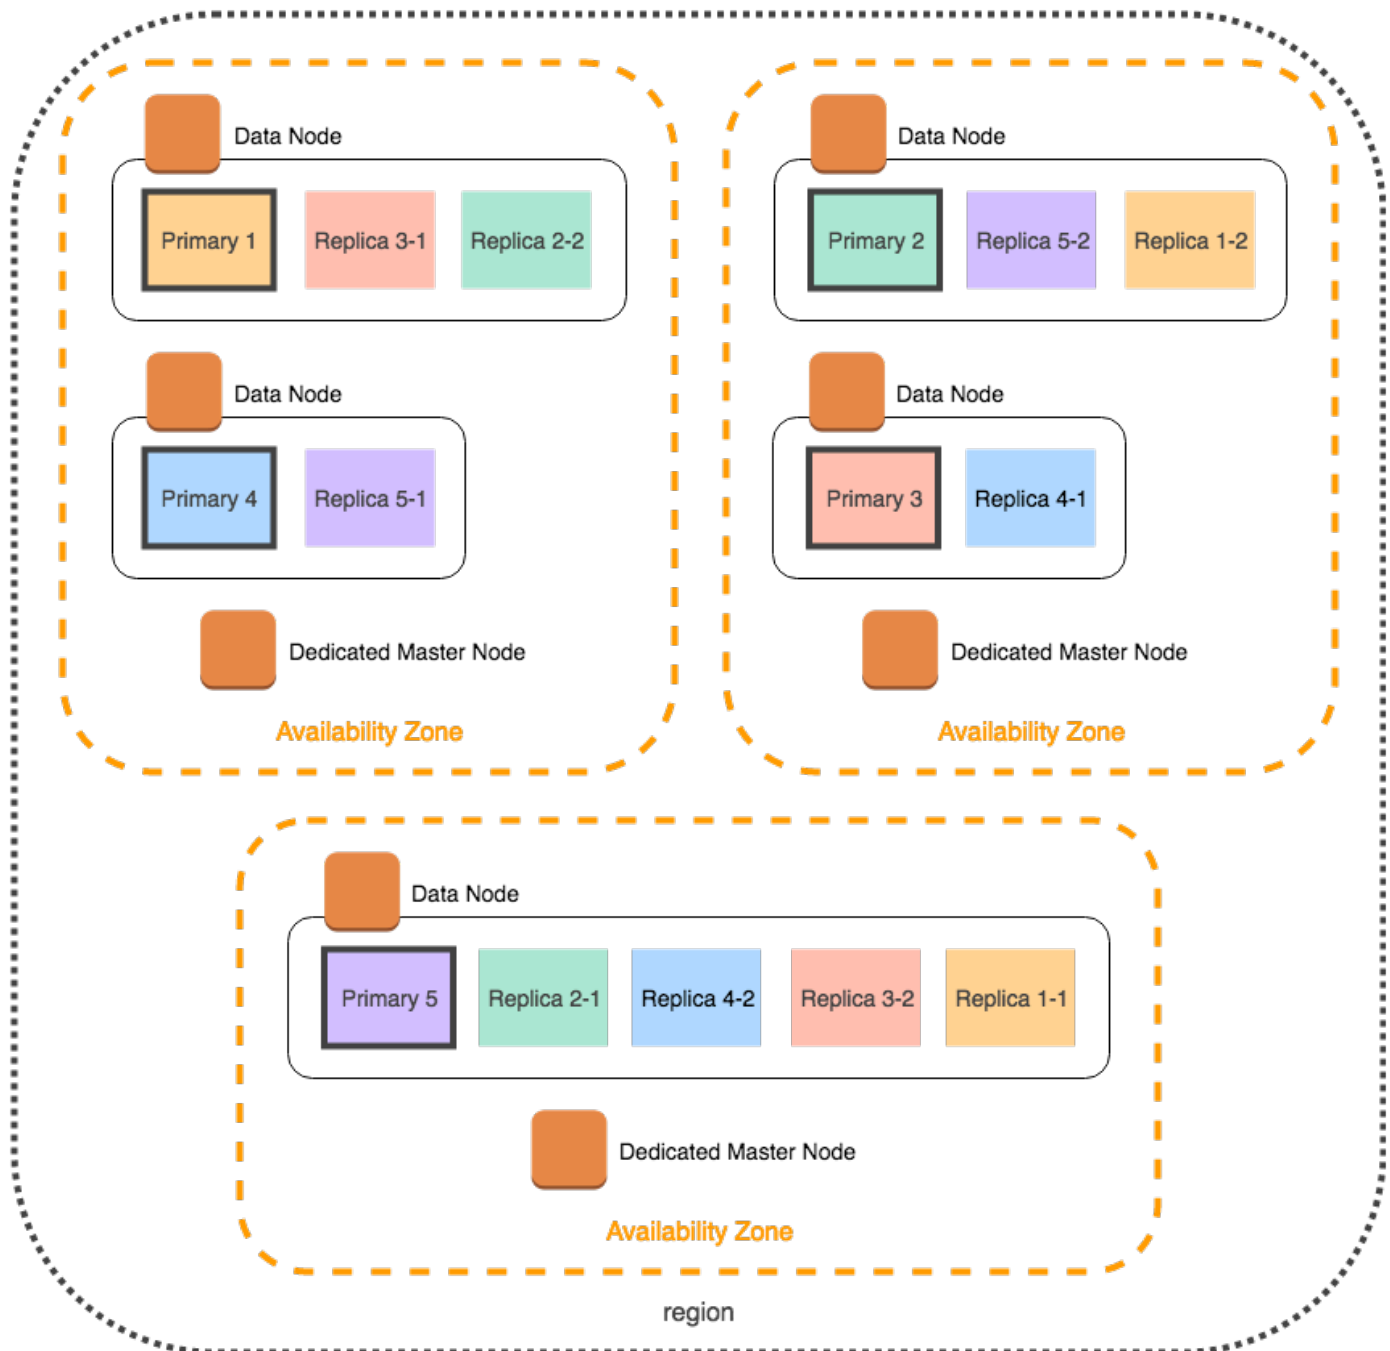 Data Node
Primary 1
Replica 3-1
Replica 2-2
Data Node
Primary 4
Replica 5-1
Dedicated Master Node
Availability Zone
Data Node
Primary 2
Replica 5-2
Replica 1-2
Data Node
Primary 3
Replica 4-1
Dedicated Master Node
Availability Zone
Data Node
Primary 5
Replica 2-1
Replica 4-2
Replica 3-2
Replica 1-1
Dedicated Master Node
Availability Zone
region